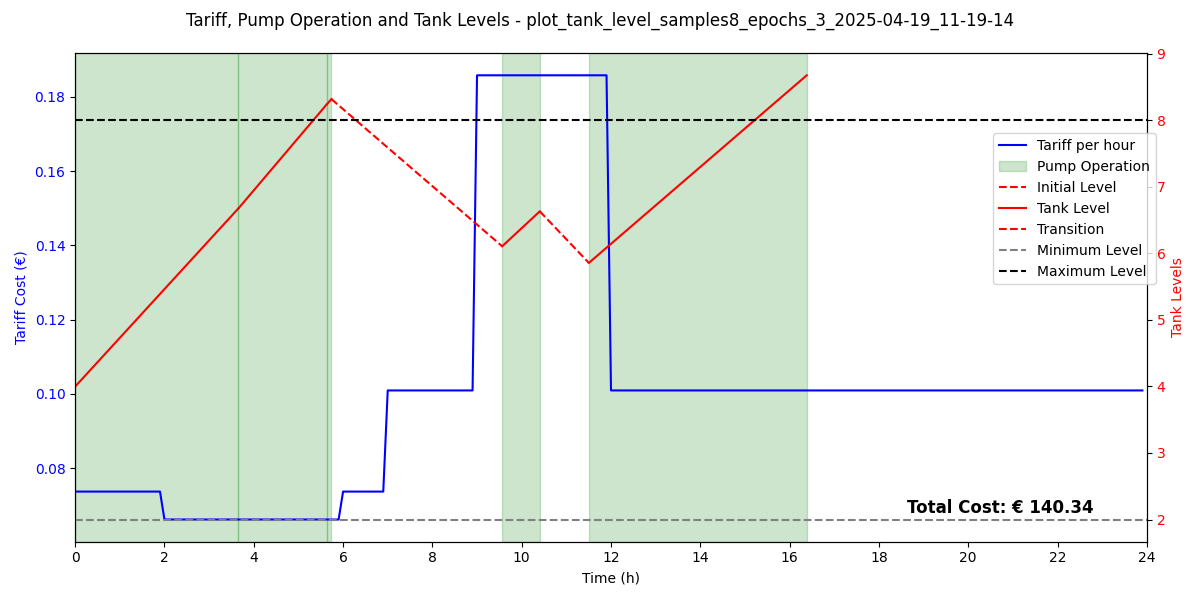 Tariff, Pump Operation and Tank Levels - plot_tank_level_samples8_epochs_3_2025-04-19_11-19-14
0.18
0.16
0.14
0.12
0.10
0.08
Tariff Cost (€)
9
8
7
6
5
4
3
2
Tank Levels
Tariff per hour
Pump Operation
Initial Level
Tank Level
Transition
Minimum Level
Maximum Level
Total Cost: € 140.34
0 2 4 6 8 10 12 14 16 18 20 22 24
Time (h)